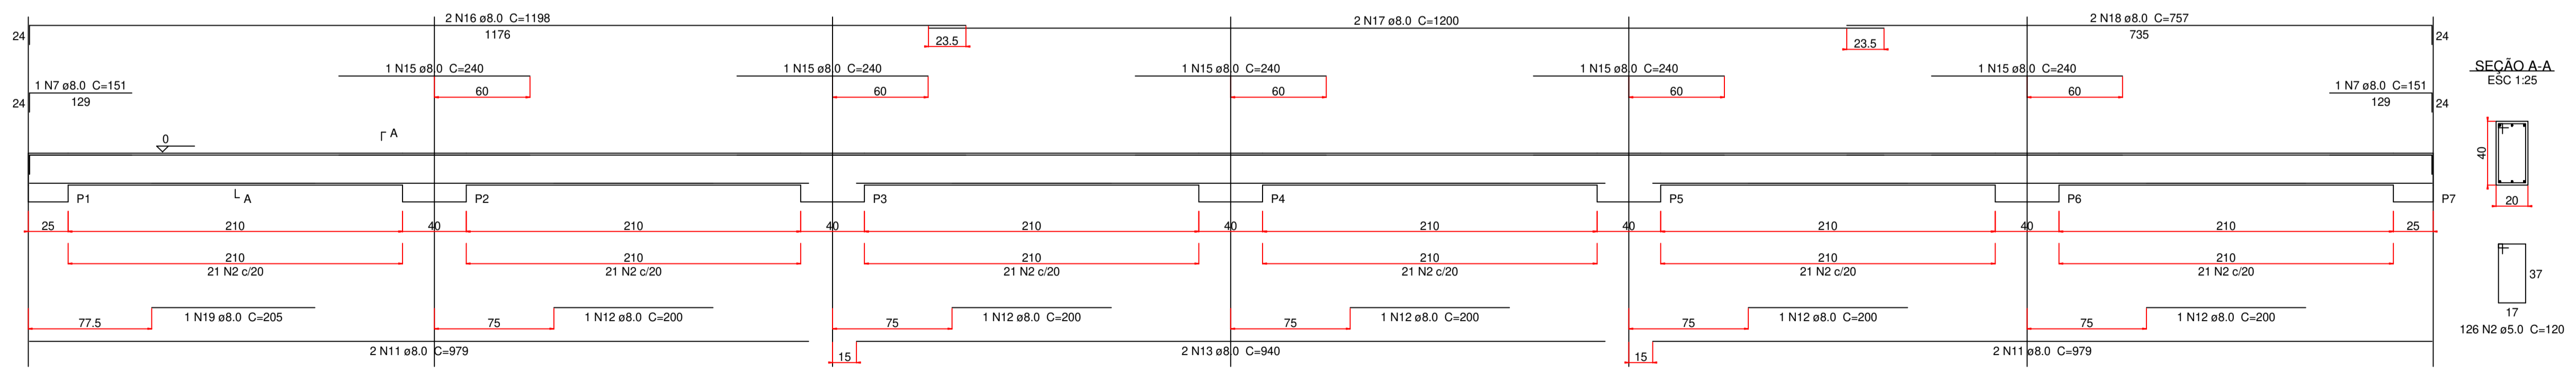 2 N16 ø8.0 C=1198
2 N17 ø8.0 C=1200
2 N18 ø8.0 C=757
24
1176
23.5
23.5
735
24
1 N15 ø8.0 C=240
1 N15 ø8.0 C=240
1 N15 ø8.0 C=240
1 N15 ø8.0 C=240
1 N15 ø8.0 C=240
SEÇÃO A-A
ESC 1:25
1 N7 ø8.0 C=151
60
60
60
60
60
1 N7 ø8.0 C=151
24
129
129
24
0
A
40
20
A
P1
P2
P3
P4
P5
P6
P7
25
210
40
210
40
210
40
210
40
210
40
210
25
210
210
210
210
210
210
21 N2 c/20
21 N2 c/20
21 N2 c/20
21 N2 c/20
21 N2 c/20
21 N2 c/20
37
17
126 N2 ø5.0 C=120
77.5
1 N19 ø8.0 C=205
75
1 N12 ø8.0 C=200
75
1 N12 ø8.0 C=200
75
1 N12 ø8.0 C=200
75
1 N12 ø8.0 C=200
75
1 N12 ø8.0 C=200
2 N11 ø8.0 C=979
15
2 N13 ø8.0 C=940
15
2 N11 ø8.0 C=979